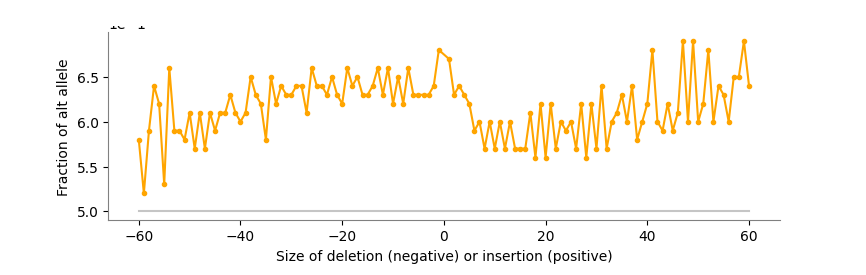 6.5
6.0
5.5
5.0
Fraction of alt allele
−60 −40 −20 0 20 40 60
Size of deletion (negative) or insertion (positive)